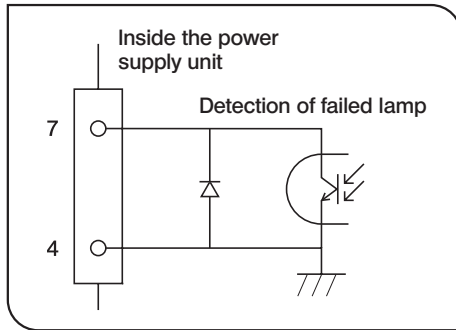 Inside the power
supply unit
Detection of failed lamp
7
4